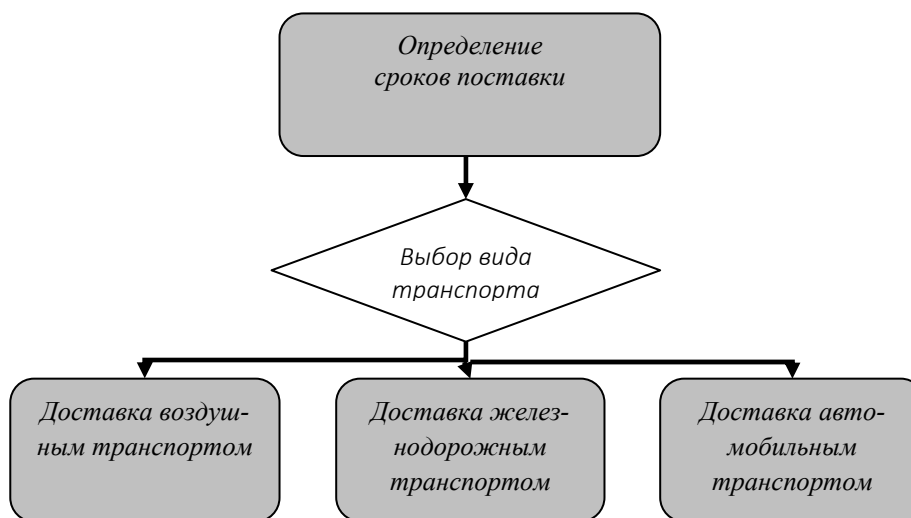 Определение
сроков поставки
Выбор вида
транспорта
Доставка воздуш-
ным транспортом
Доставка желез-
нодорожным
транспортом
Доставка авто-
мобильным
транспортом